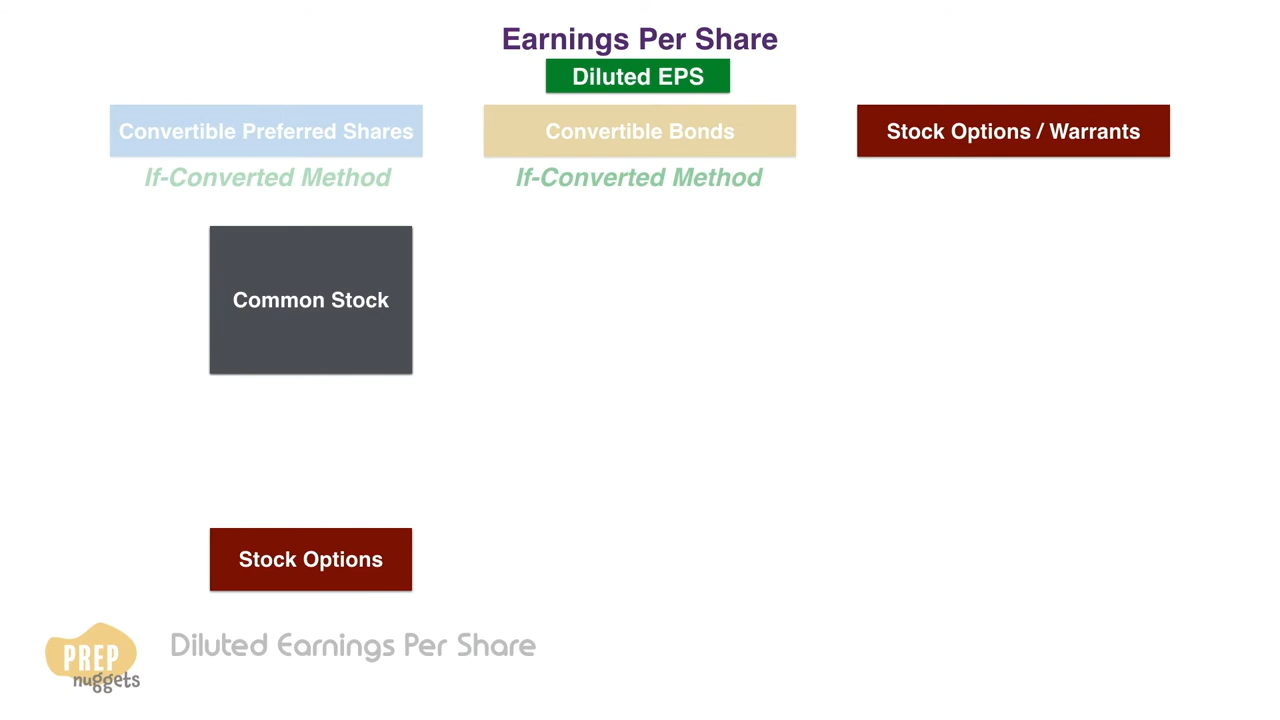 Earnings Per Share
Diluted EPS
Convertible Preferred Shares
Convertible Bonds
Stock Options / Warrants
If-Converted Method
If-Converted Method
Common Stock
Stock Options
Diluted Earnings Per Share
PREP
nuggets